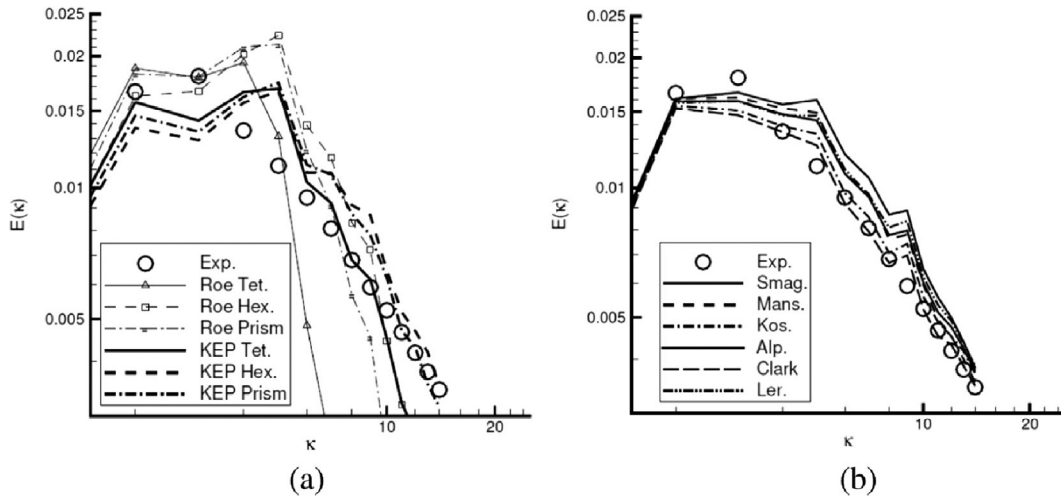 0.025
0.02
0.015
0.01
0.005
E(κ)
Exp.
Roe Tet.
Roe Hex.
Roe Prism
KEP Tet.
KEP Hex.
KEP Prism
10
20
κ
(a)
0.025
0.02
0.015
0.01
0.005
E(κ)
Exp.
Smag.
Mans.
Kos.
Alp.
Clark
Ler.
10
20
κ
(b)